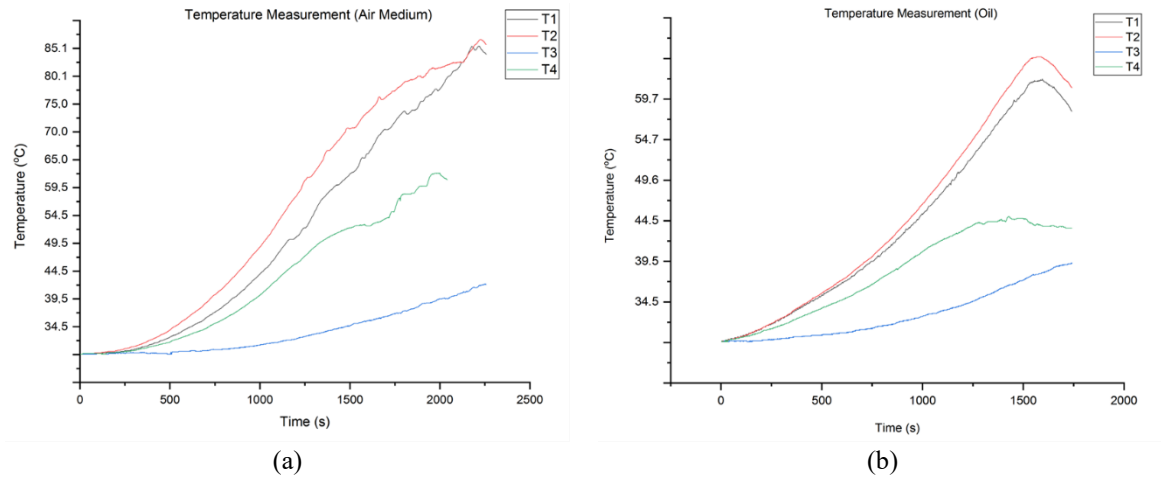 Temperature Measurement (Air Medium)
T1
T2
T3
T4
85.1
80.1
75.0
70.0
65.0
59.5
54.5
49.5
44.5
39.5
34.5
Temperature (ºC)
0 500 1000 1500 2000 2500
Time (s)
(a)
Temperature Measurement (Oil)
T1
T2
T3
T4
59.7
54.7
49.6
44.5
39.5
34.5
Temperature (ºC)
0 500 1000 1500 2000
Time (s)
(b)